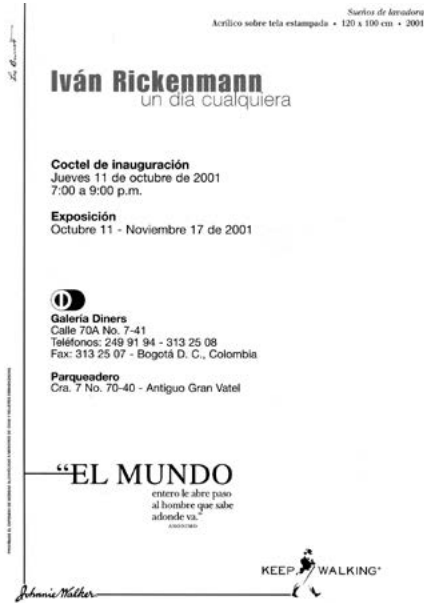 Sueños de lavadora
Acrílico sobre tela estampada • 120 x 100 cm • 2001
Iván Rickenmann
un día cualquiera
Coctel de inauguración
Jueves 11 de octubre de 2001
7:00 a 9:00 p.m.
Exposición
Octubre 11 - Noviembre 17 de 2001
Galería Diners
Calle 70A No. 7-41
Teléfonos: 249 91 94 - 313 25 08
Fax: 313 25 07 - Bogotá D. C., Colombia
Parqueadero
Cra. 7 No. 70-40 - Antiguo Gran Vatel
“EL MUNDO
entero le abre paso
al hombre que sabe
adonde va.”
ANONIMO
KEEP WALKING
Johnnie Walker